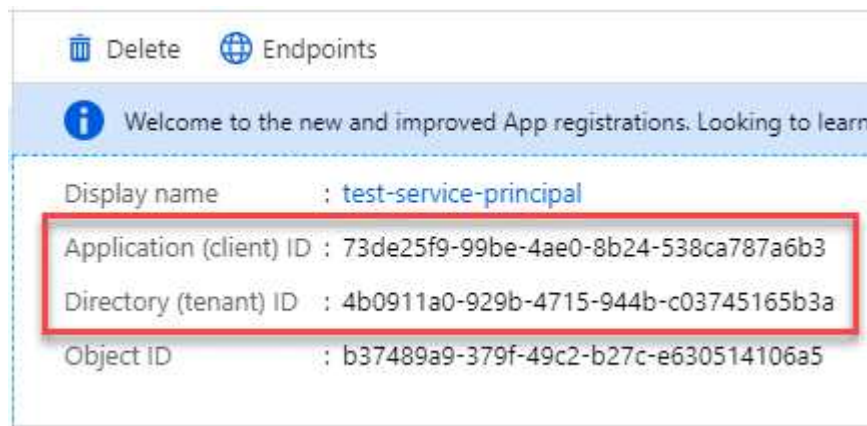 Delete Endpoints
Welcome to the new and improved App registrations. Looking to learn
Display name : test-service-principal
Application (client) ID : 73de25f9-99be-4ae0-8b24-538ca787a6b3
Directory (tenant) ID : 4b0911a0-929b-4715-944b-c03745165b3a
Object ID : b37489a9-379f-49c2-b27c-e630514106a5